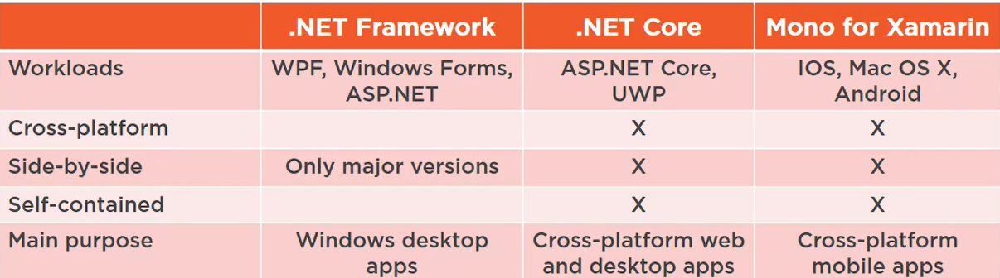 .NET Framework .NET Core Mono for Xamarin
Workloads WPF, Windows Forms, ASP.NET Core, IOS, Mac OS X,
ASP.NET UWP Android
Cross-platform X X
Side-by-side Only major versions X X
Self-contained X X
Main purpose Windows desktop Cross-platform web Cross-platform
apps and desktop apps mobile apps